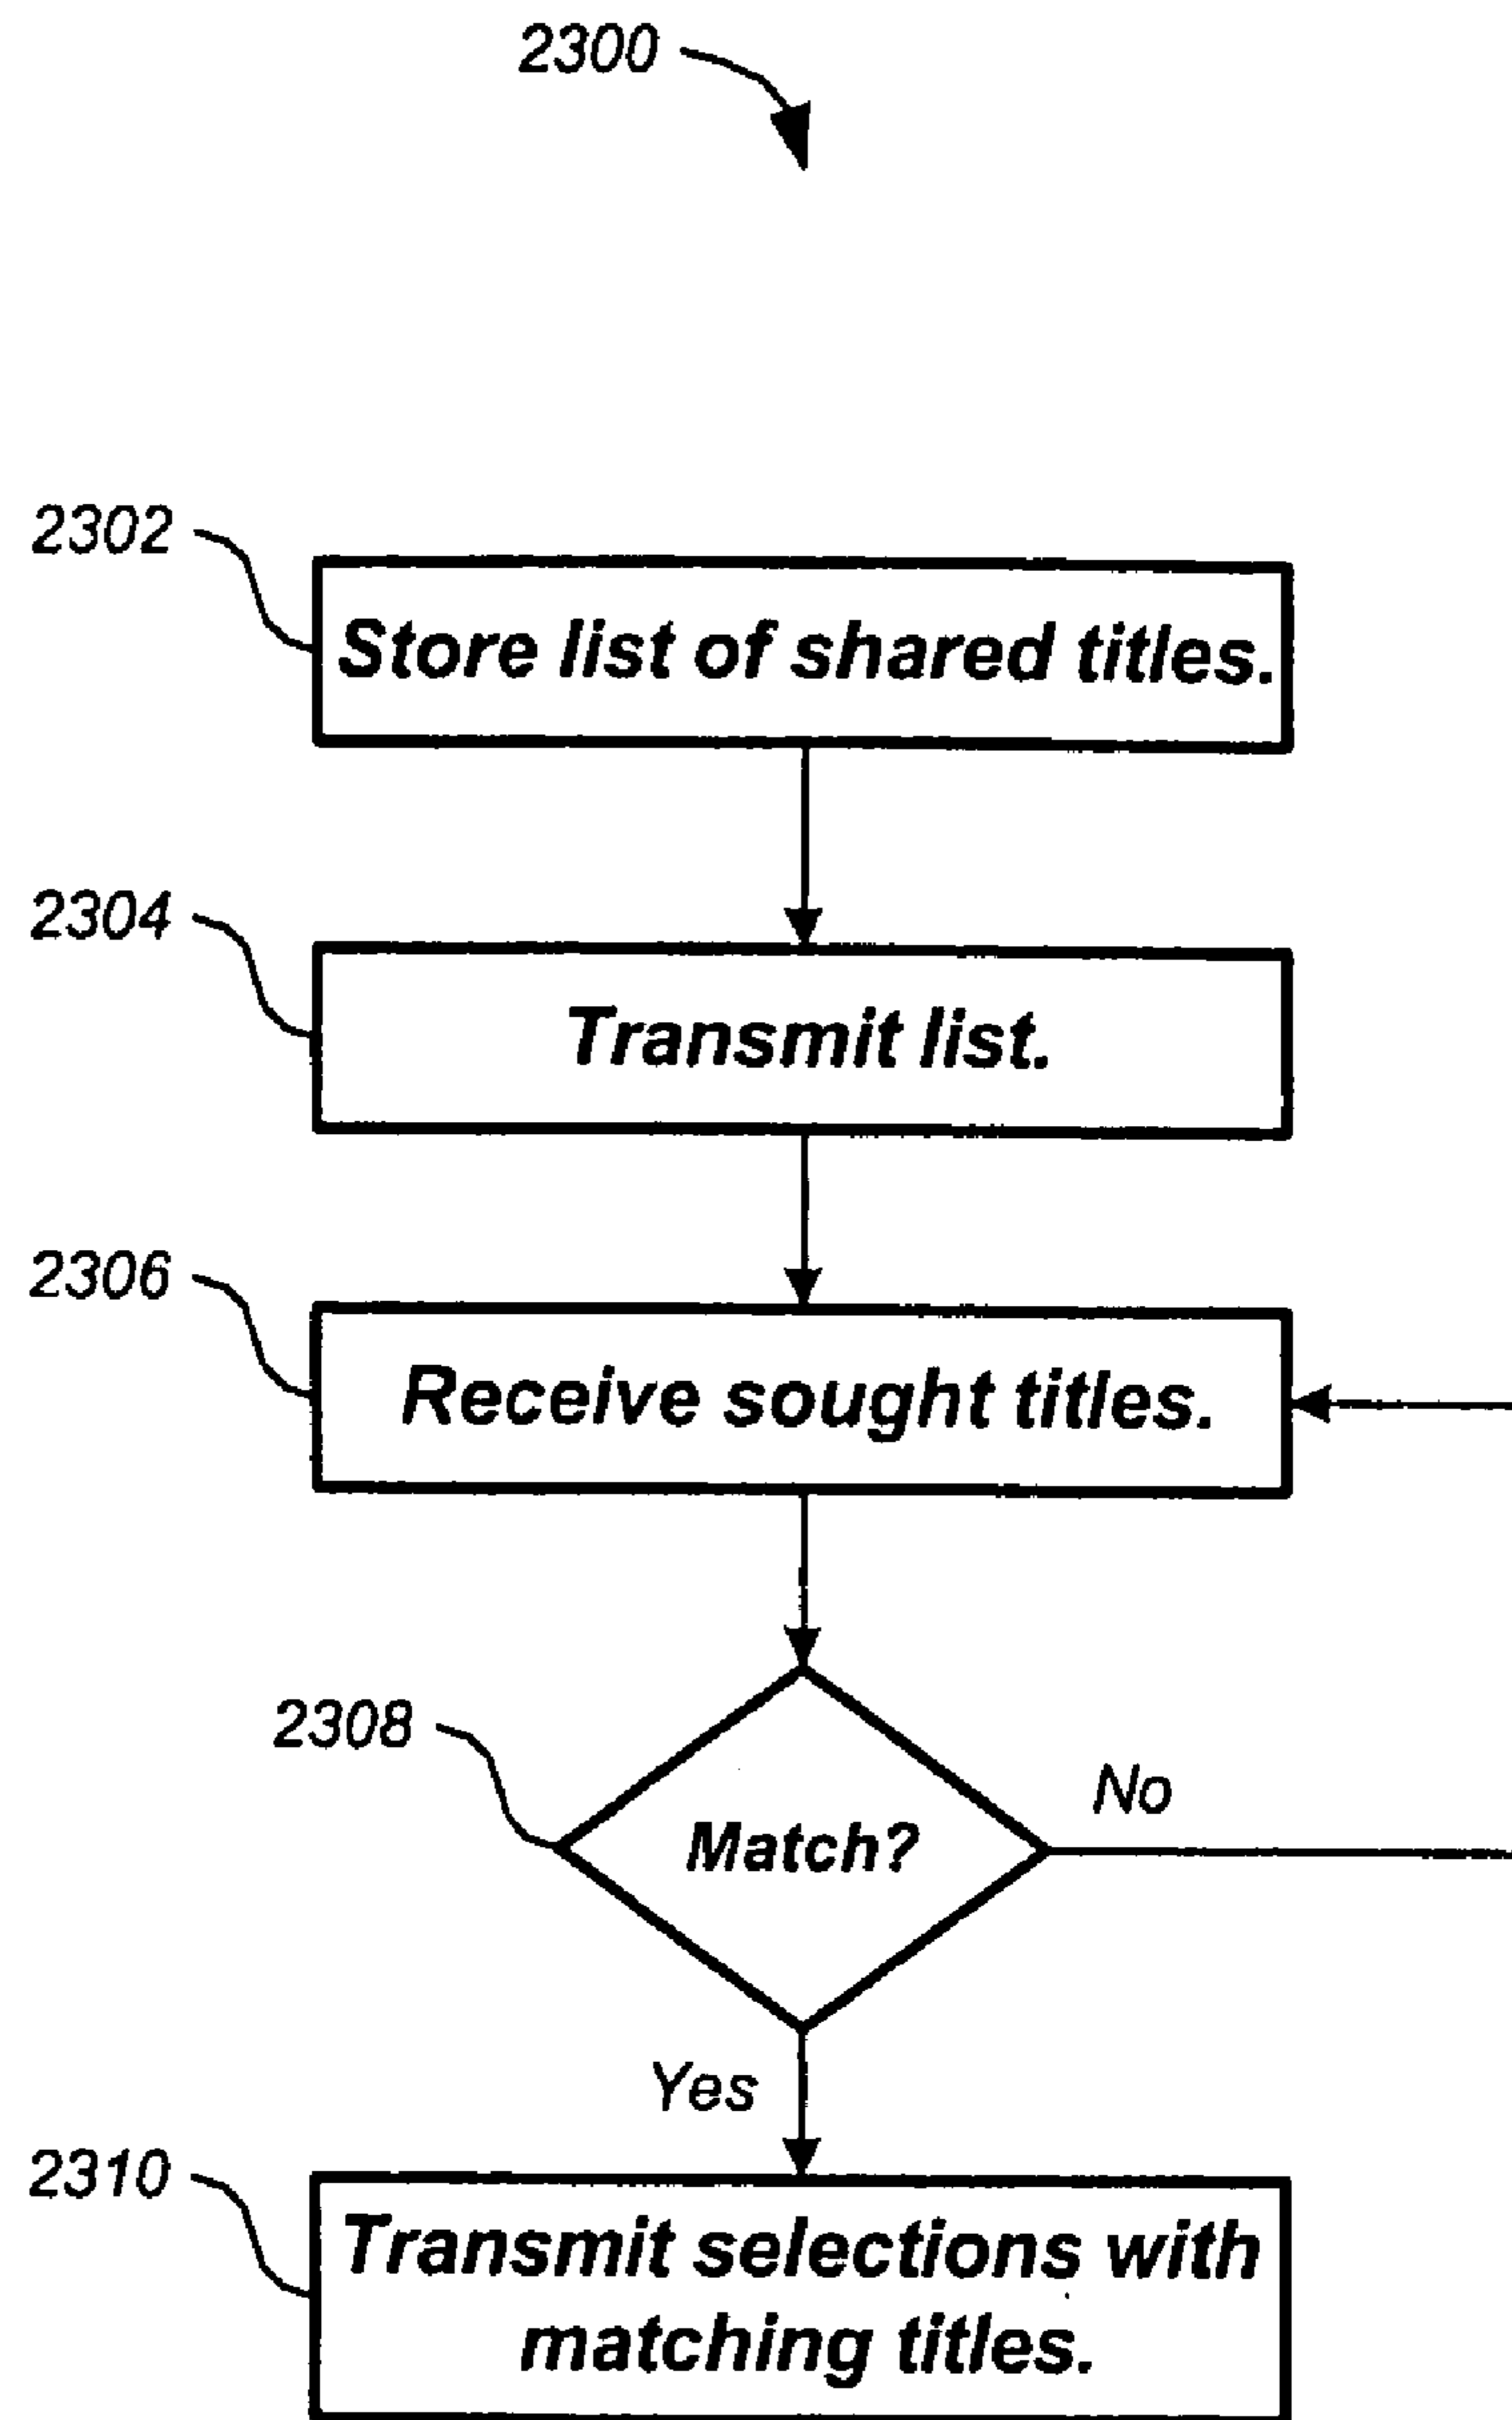 2300
2302
Store list of shared titles.
2304
Transmit list.
2306
Receive sought titles.
2308
Match?
No
Yes
2310
Transmit selections with
matching titles.